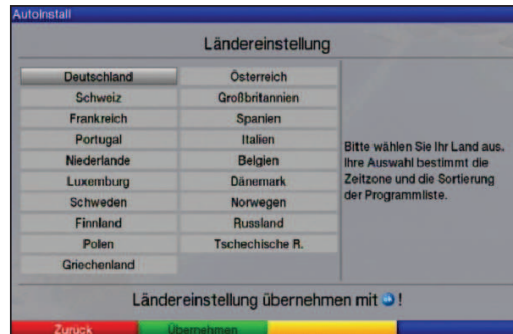 AutoInstall
Ländereinstellung
Deutschland Österreich
Schweiz Großbritannien
Frankreich Spanien
Portugal Italien
Niederlande Belgien
Luxemburg Dänemark
Schweden Norwegen
Finnland Russland
Polen Tschechische R.
Griechenland
Bitte wählen Sie Ihr Land aus.
Ihre Auswahl bestimmt die
Zeitzone und die Sortierung
der Programmliste.
Ländereinstellung übernehmen mit !
Zurück Übernehmen